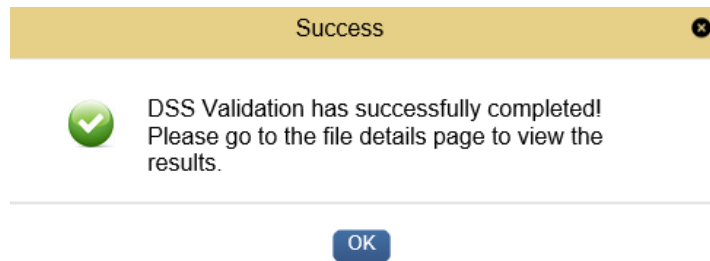 Success
DSS Validation has successfully completed!
Please go to the file details page to view the
results.
OK